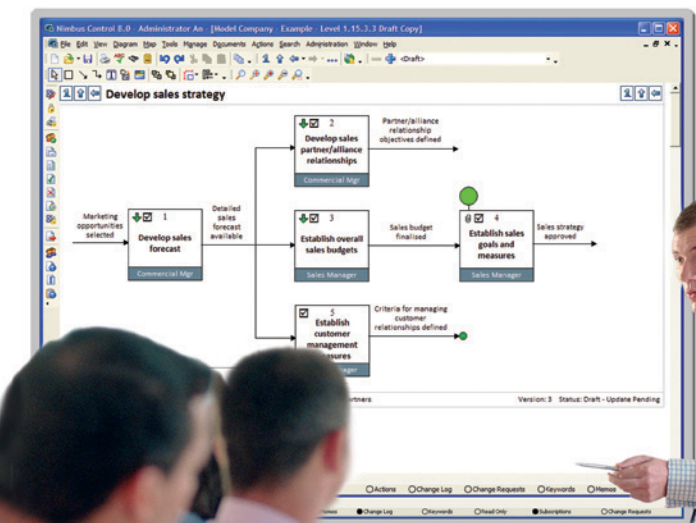 Nimbus Control 8.0 - Administrator An - [Model Company - Example - Level 1.15.3.3 Draft Copy]
File Edit View Diagram Map Tools Manage Documents Actions Search Administration Window Help
<Draft>
Develop sales strategy
Marketing
opportunities
selected
1
Develop sales
forecast
Commercial Mgr
Detailed
sales
forecast
available
2
Develop sales
partner/alliance
relationships
Commercial Mgr
Partner/alliance
relationship
objectives defined
3
Establish overall
sales budgets
Sales Manager
Sales budget
finalised
4
Establish sales
goals and
measures
Sales Manager
Sales strategy
approved
5
Establish
customer
management
Criteria for managing
customer
relationships defined
Version: 3 Status: Draft - Update Pending
Actions Change Log Change Requests Keywords Memos
Change Log Keywords Read Only Subscriptions Change Requests